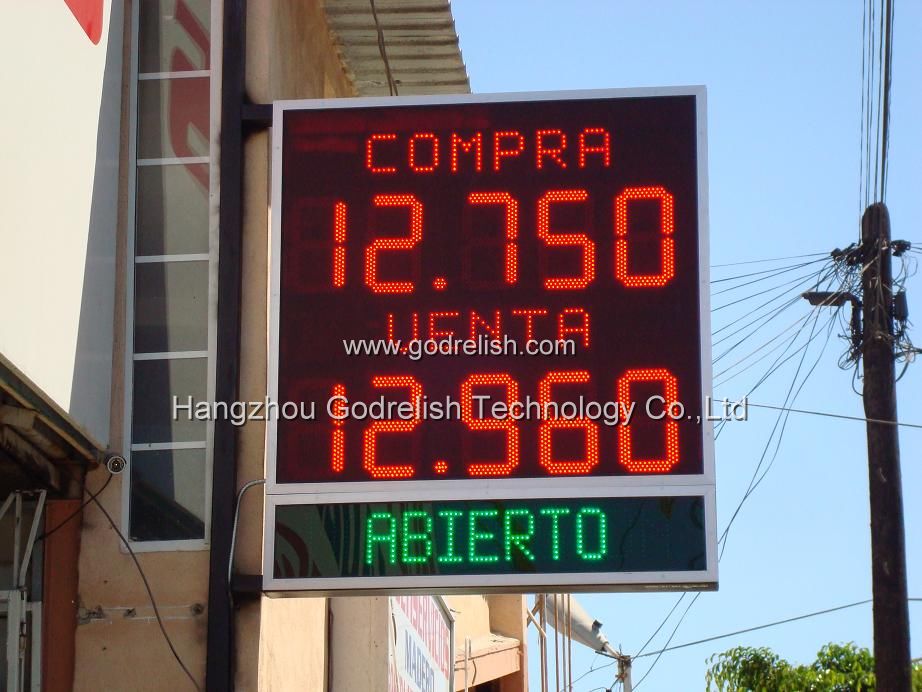 COMPRA
12.750
VENTA
www.godrelish.com
12.960
Hangzhou Godrelish Technology Co.,Ltd
ABIERTO